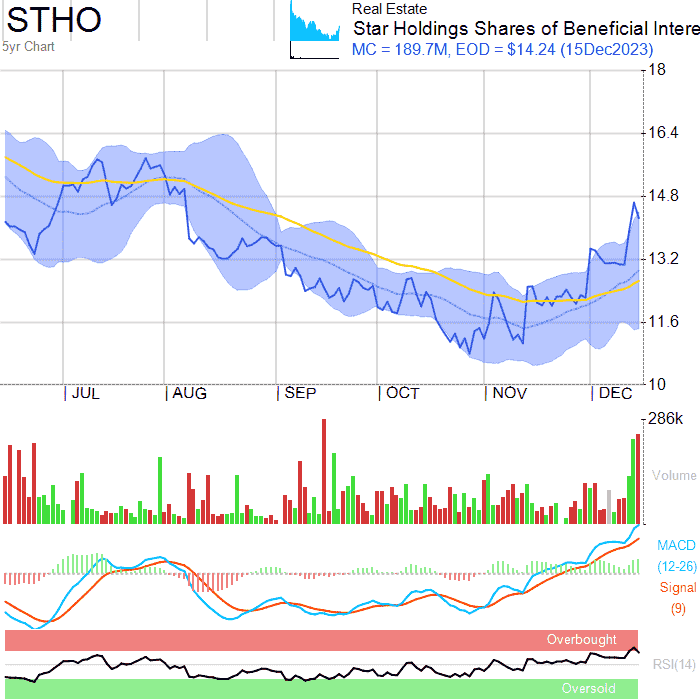 STHO
5yr Chart
Real Estate
Star Holdings Shares of Beneficial Intere
MC = 189.7M, EOD = $14.24 (15Dec2023)
18
16.4
14.8
13.2
11.6
10
JUL AUG SEP OCT NOV DEC
286k
Volume
MACD
(12-26)
Signal
(9)
Overbought
RSI(14)
Oversold